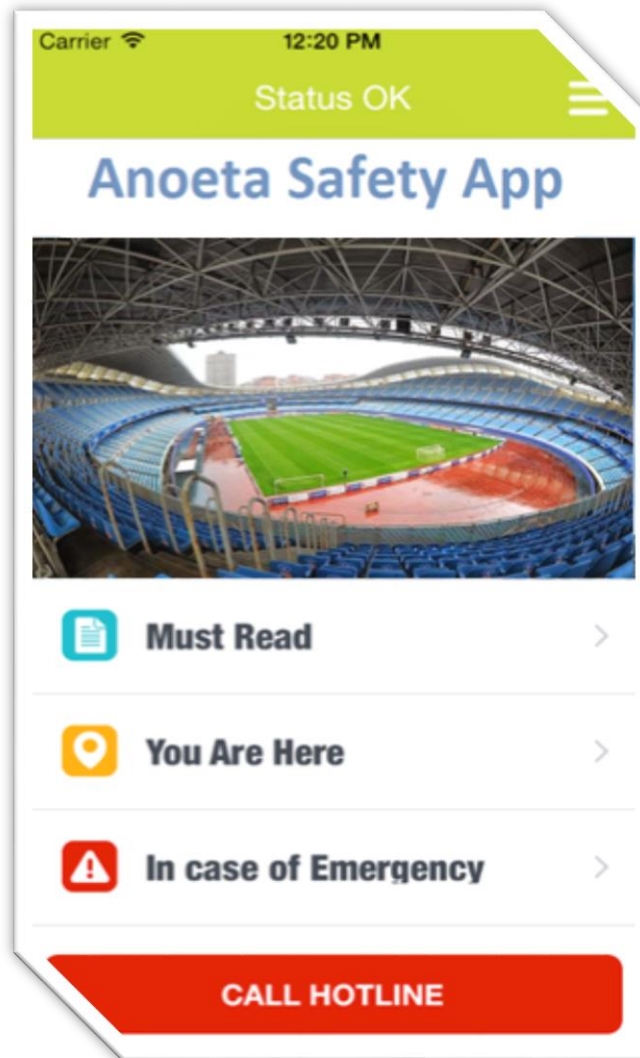 Carrier 12:20 PM
Status OK
Anoeta Safety App
Must Read
You Are Here
In case of Emergency
CALL HOTLINE